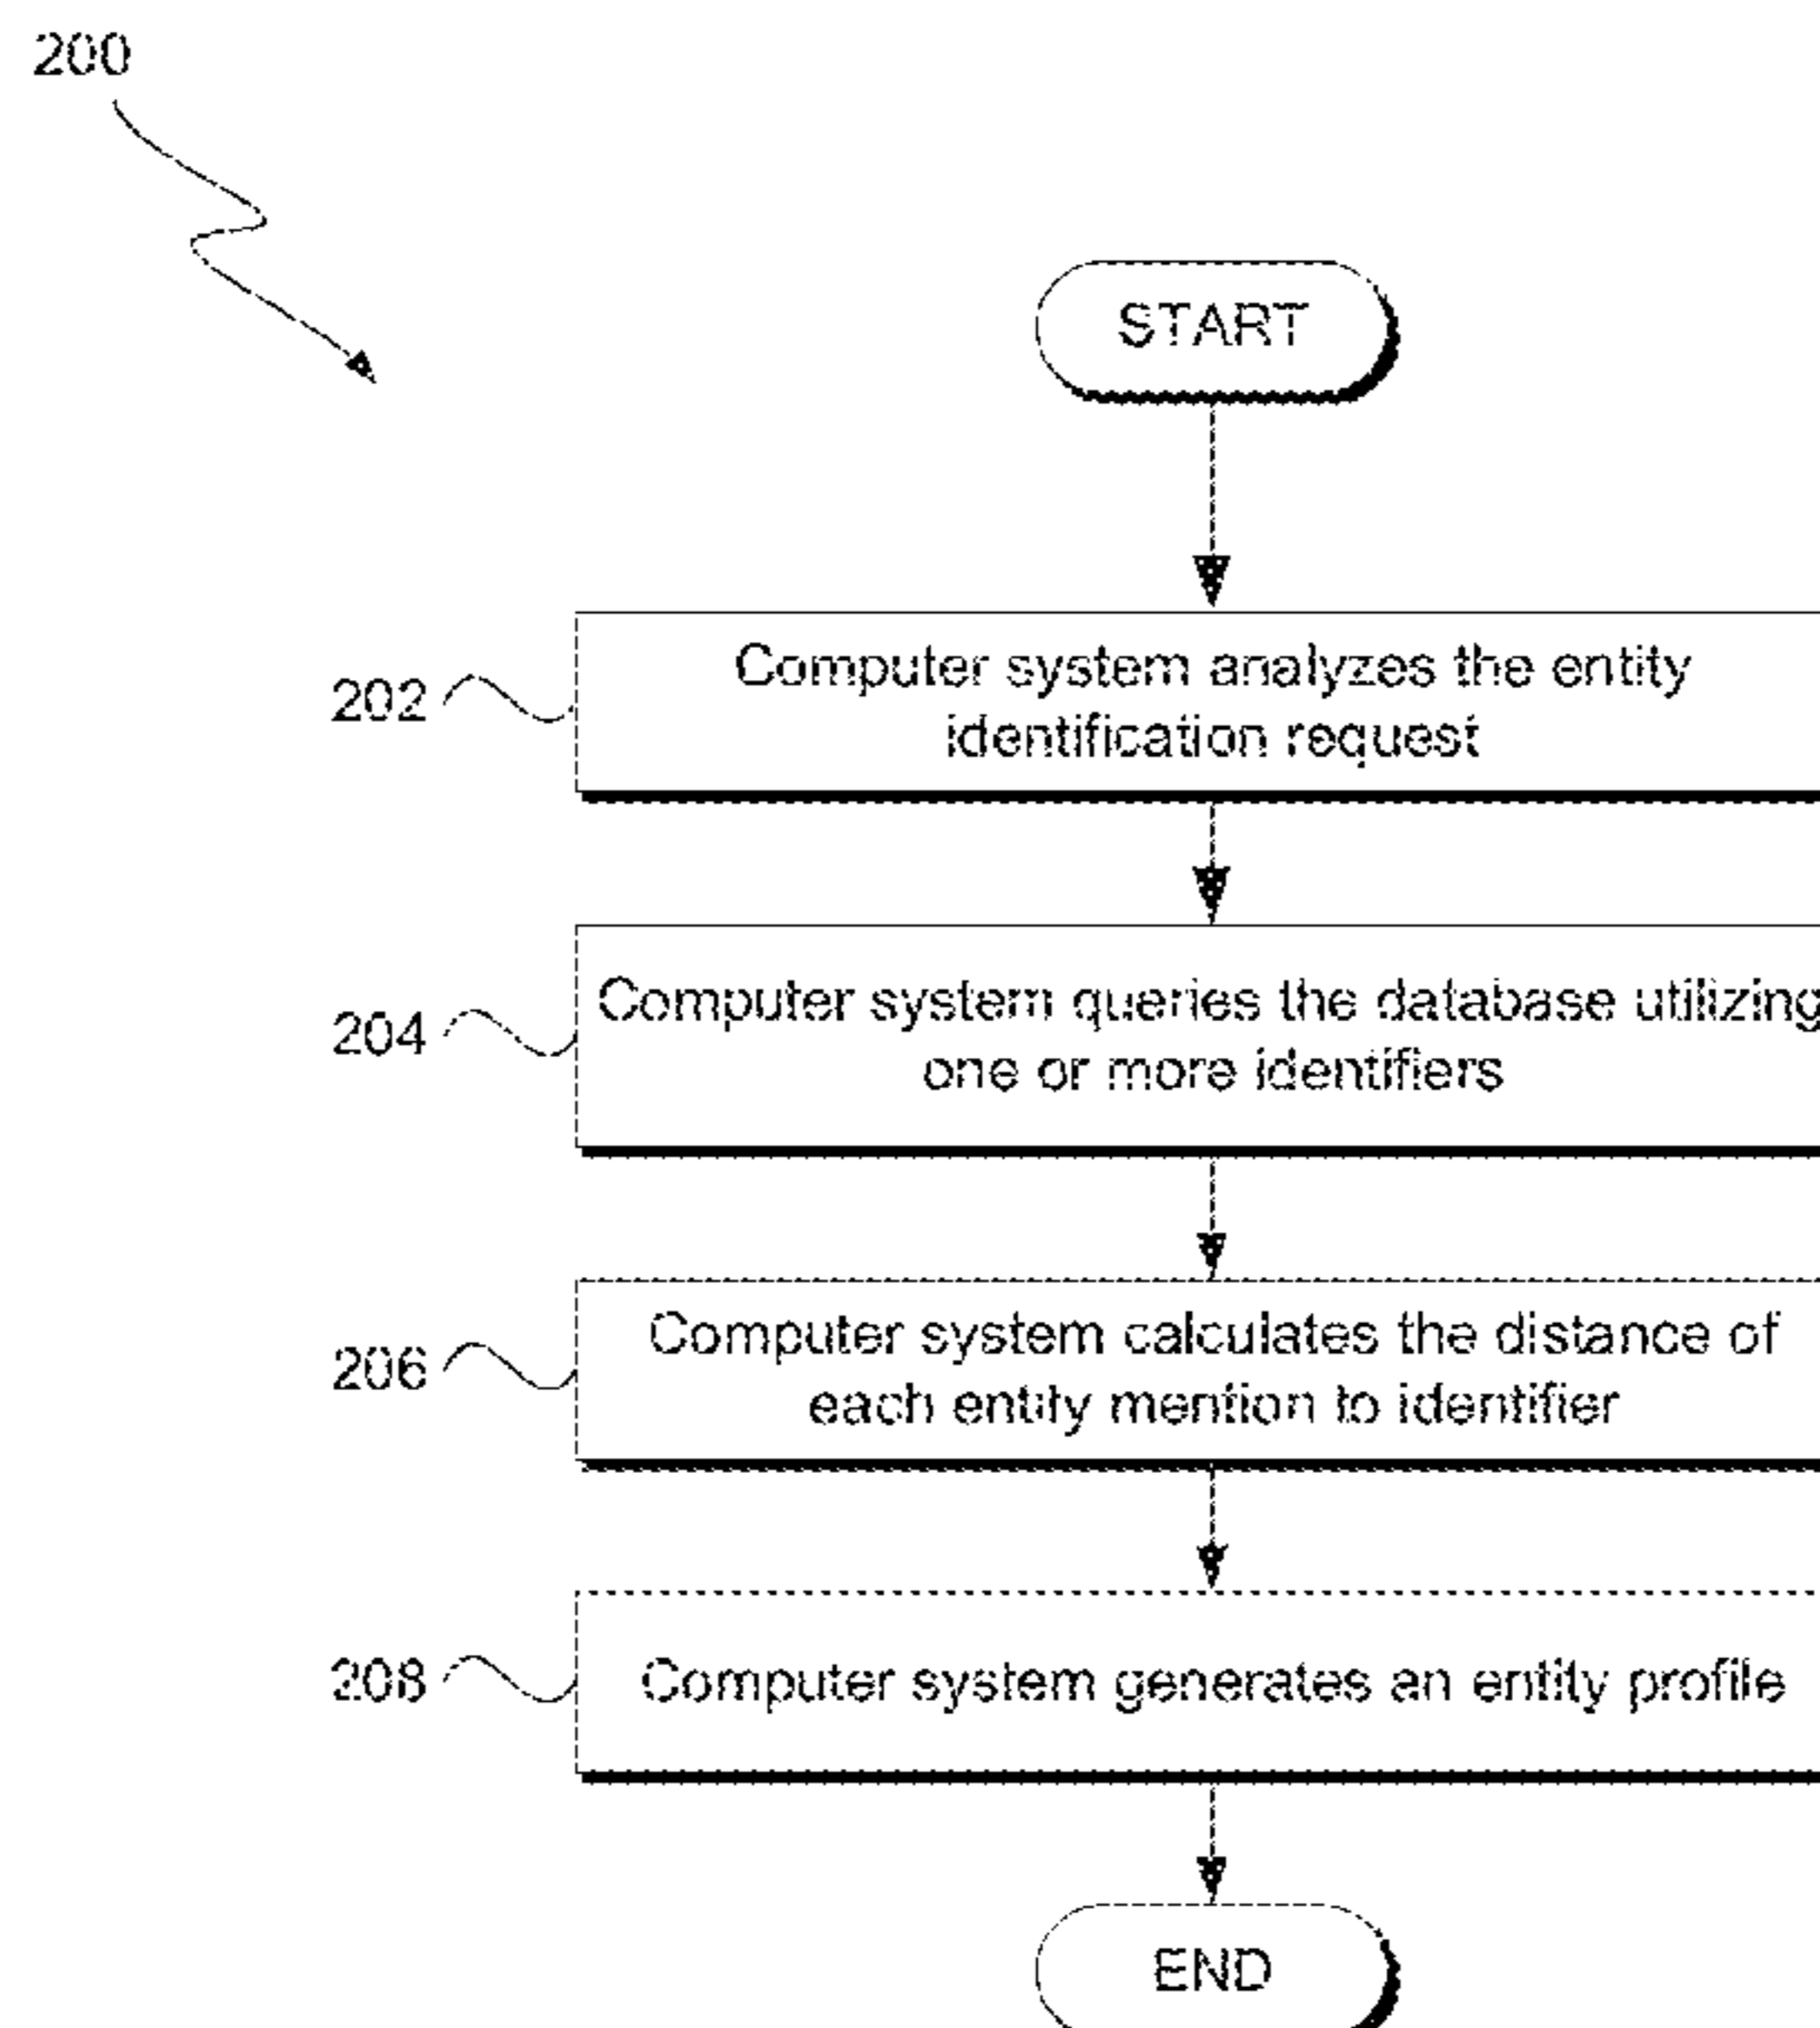 200
START
202
Computer system analyzes the entity
identification request
204
Computer system queries the database utilizing
one or more identifiers
206
Computer system calculates the distance of
each entity mention to identifier
208
Computer system generates an entity profile
END